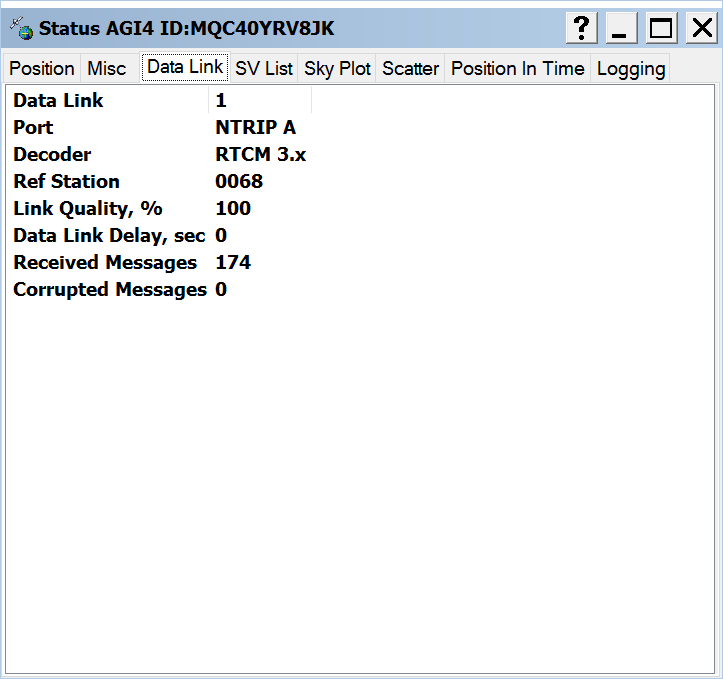 Status AGI4 ID:MQC40YRV8JK ?
Position Misc Data Link SV List Sky Plot Scatter Position In Time Logging
Data Link 1
Port NTRIP A
Decoder RTCM 3.x
Ref Station 0068
Link Quality, % 100
Data Link Delay, sec 0
Received Messages 174
Corrupted Messages 0